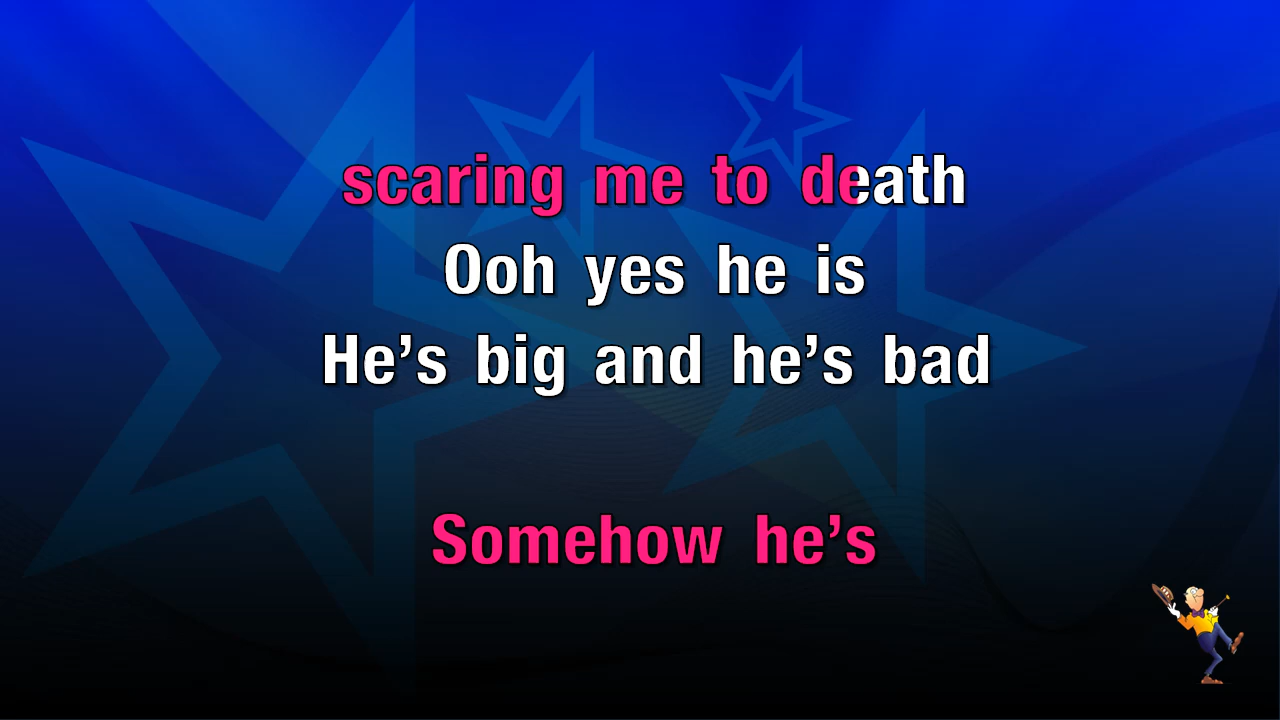 scaring me to death
Ooh yes he is
He’s big and he’s bad
Somehow he’s